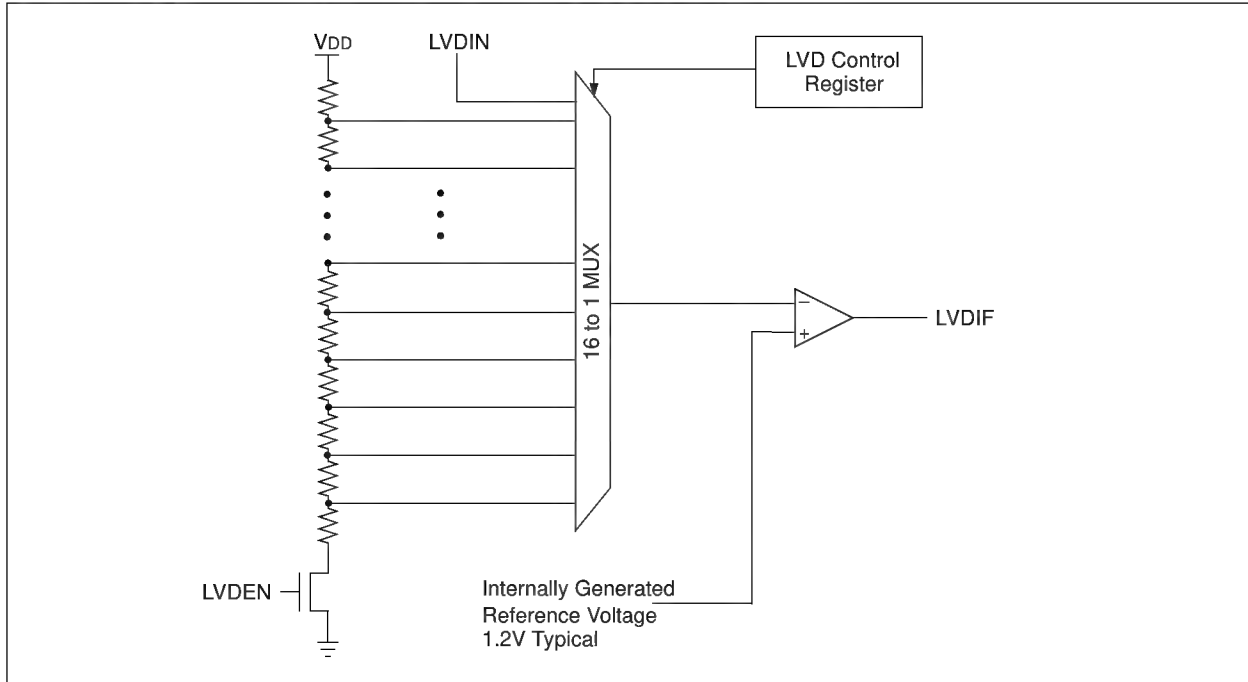 VDD
LVDIN
LVD Control
Register
16 to 1 MUX
−
+
LVDIF
LVDEN
Internally Generated
Reference Voltage
1.2V Typical